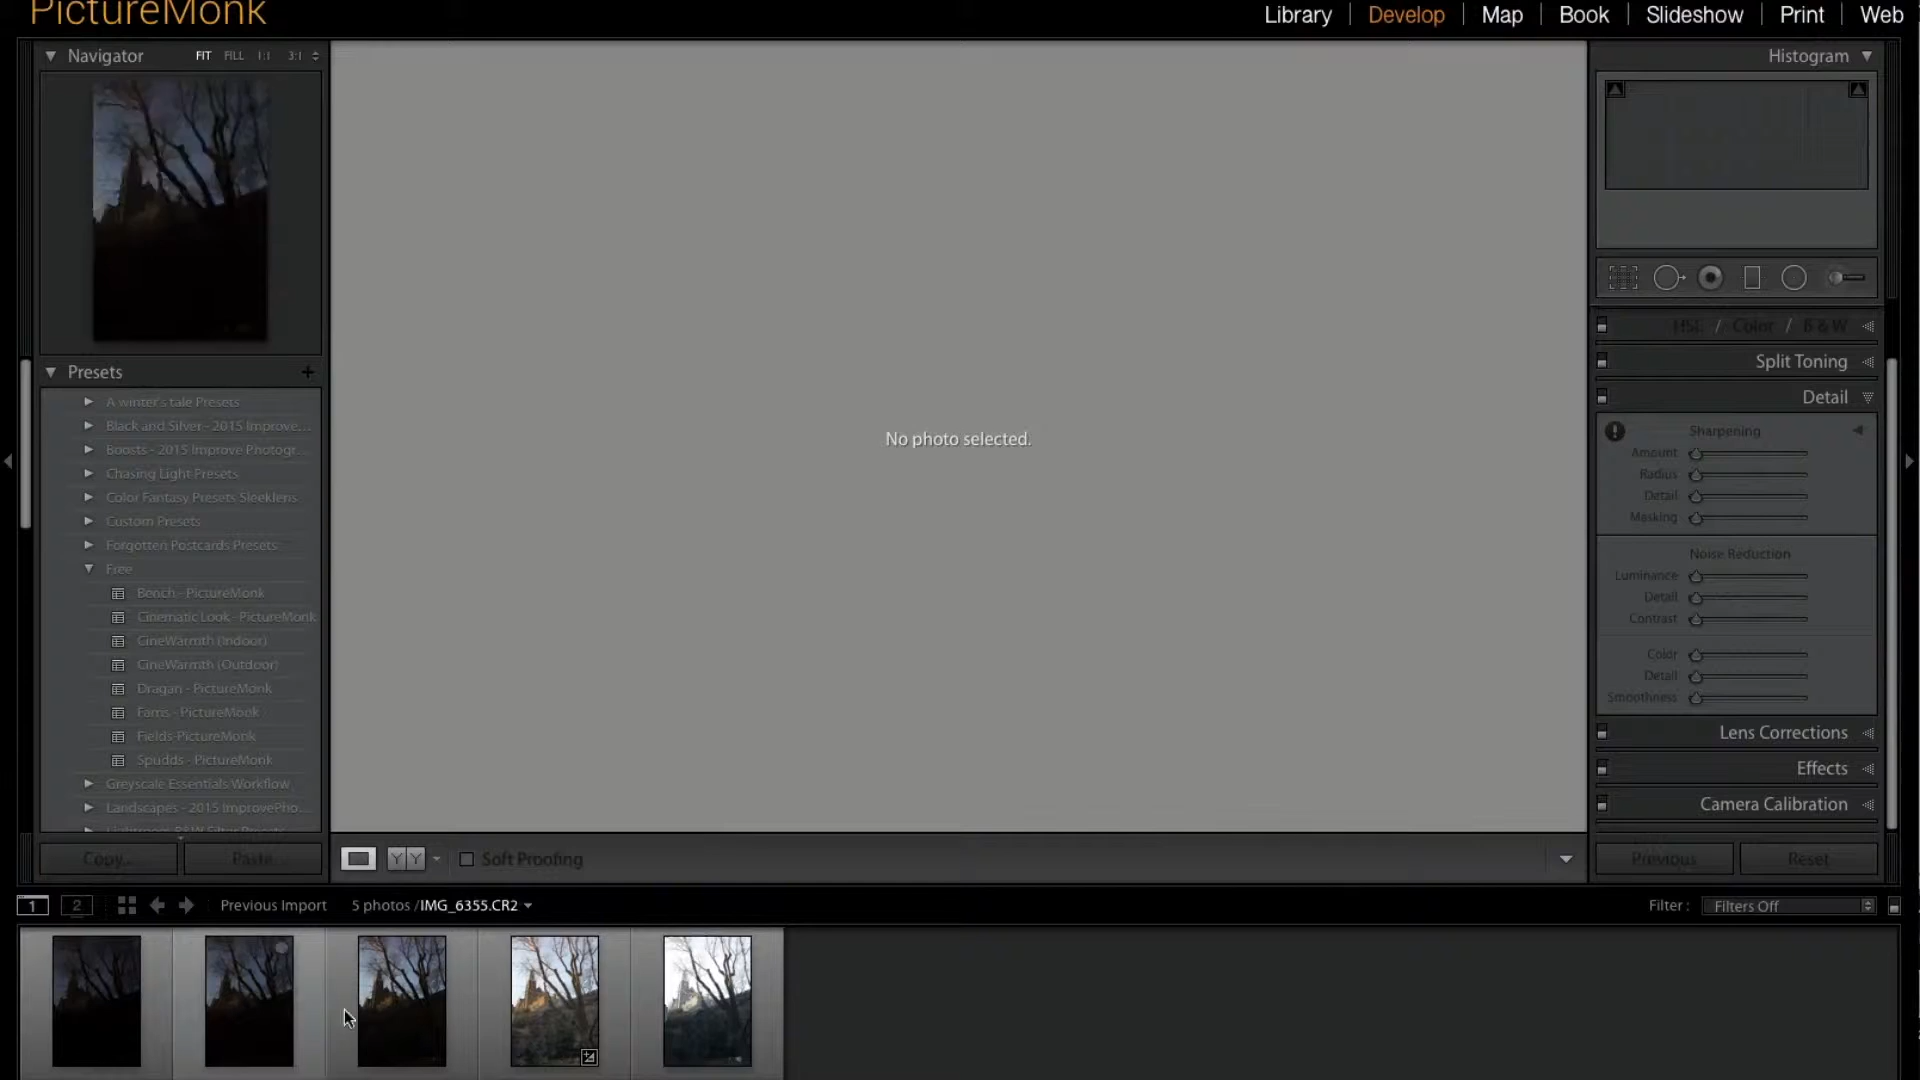 PictureMonk
Library | Develop | Map | Book | Slideshow | Print | Web
Navigator FIT FILL 1:1 3:1
Histogram
Presets +
A winter's tale Presets
Black and Silver - 2015 Improve...
Boosts - 2015 Improve Photogr...
Chasing Light Presets
Color Fantasy Presets Sleeklens
Custom Presets
Forgotten Postcards Presets
Free
Bench - PictureMonk
Cinematic Look - PictureMonk
CineWarmth (Indoor)
CineWarmth (Outdoor)
Dragan - PictureMonk
Farris - PictureMonk
Fields-PictureMonk
Spudds - PictureMonk
Greyscale Essentials Workflow
Landscapes - 2015 ImprovePho...
Copy... Paste
No photo selected.
YY Soft Proofing
HSL / Color / B & W
Split Toning
Detail
Sharpening
Amount
Radius
Detail
Masking
Noise Reduction
Luminance
Detail
Contrast
Color
Detail
Smoothness
Lens Corrections
Effects
Camera Calibration
Previous Reset
1 2 Previous Import 5 photos /IMG_6355.CR2
Filter : Filters Off